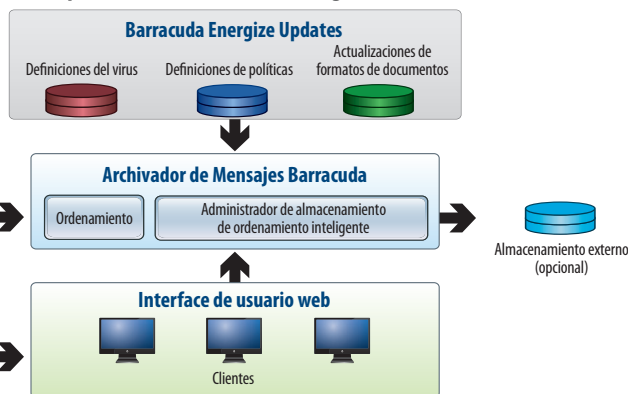 Barracuda Energize Updates
Definiciones del virus
Definiciones de políticas
Actualizaciones de
formatos de documentos
Archivador de Mensajes Barracuda
Ordenamiento
Administrador de almacenamiento
de ordenamiento inteligente
Almacenamiento externo
(opcional)
Interface de usuario web
Clientes